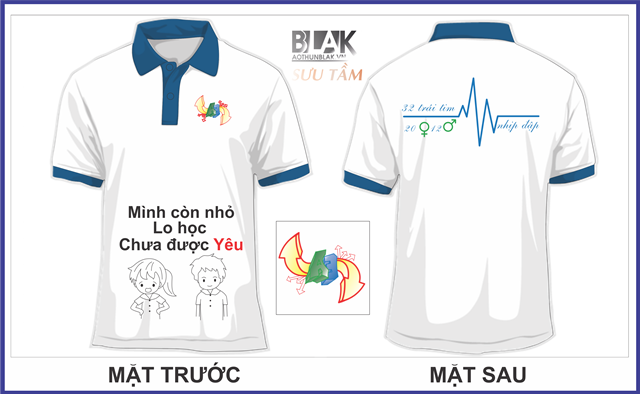 BLAK
AOTHUNBLAK.VN
SƯU TẦM
32 trái tim
20 12
nhịp đập
Mình còn nhỏ
Lo học
Chưa được Yêu
MẶT TRƯỚC
MẶT SAU